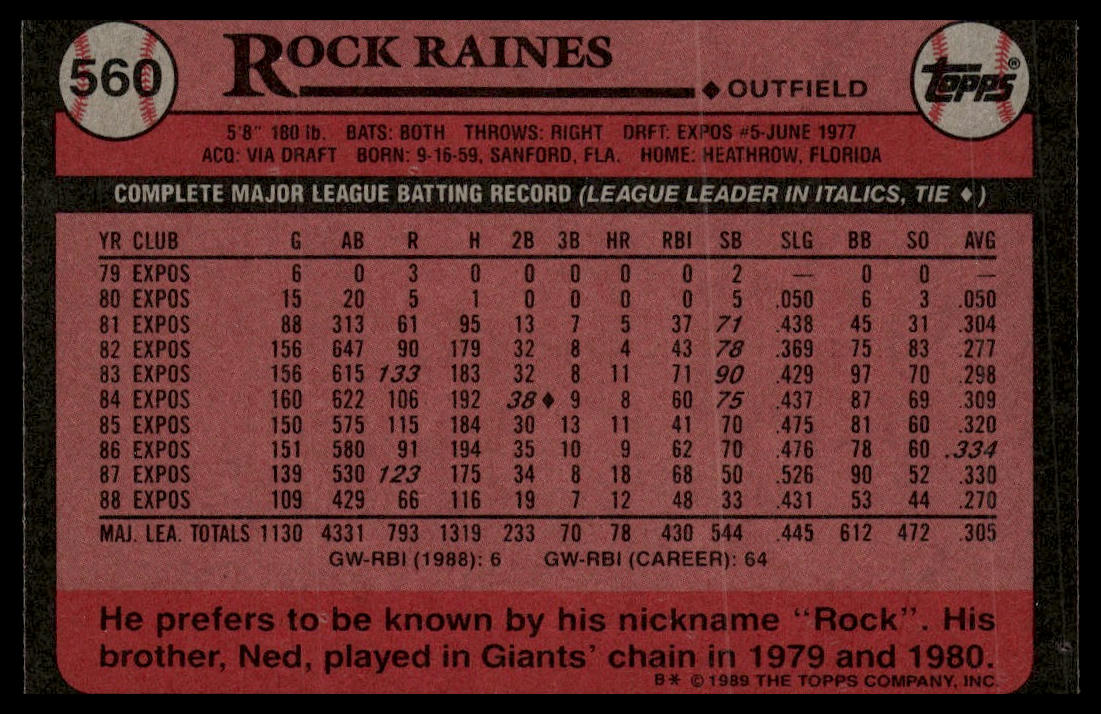 560 ROCK RAINES TOPPS®
◆ OUTFIELD
5'8" 180 lb. BATS: BOTH THROWS: RIGHT DRFT: EXPOS #5-JUNE 1977
ACQ: VIA DRAFT BORN: 9-16-59, SANFORD, FLA. HOME: HEATHROW, FLORIDA
COMPLETE MAJOR LEAGUE BATTING RECORD (LEAGUE LEADER IN ITALICS, TIE ◆)
YR CLUB G AB R H 2B 3B HR RBI SB SLG BB SO AVG
79 EXPOS 6 0 3 0 0 0 0 0 2 — 0 0 —
80 EXPOS 15 20 5 1 0 0 0 0 5 .050 6 3 .050
81 EXPOS 88 313 61 95 13 7 5 37 71 .438 45 31 .304
82 EXPOS 156 647 90 179 32 8 4 43 78 .369 75 83 .277
83 EXPOS 156 615 133 183 32 8 11 71 90 .429 97 70 .298
84 EXPOS 160 622 106 192 38◆ 9 8 60 75 .437 87 69 .309
85 EXPOS 150 575 115 184 30 13 11 41 70 .475 81 60 .320
86 EXPOS 151 580 91 194 35 10 9 62 70 .476 78 60 .334
87 EXPOS 139 530 123 175 34 8 18 68 50 .526 90 52 .330
88 EXPOS 109 429 66 116 19 7 12 48 33 .431 53 44 .270
MAJ. LEA. TOTALS 1130 4331 793 1319 233 70 78 430 544 .445 612 472 .305
GW-RBI (1988): 6 GW-RBI (CAREER): 64
He prefers to be known by his nickname "Rock". His
brother, Ned, played in Giants' chain in 1979 and 1980.
B* © 1989 THE TOPPS COMPANY, INC.